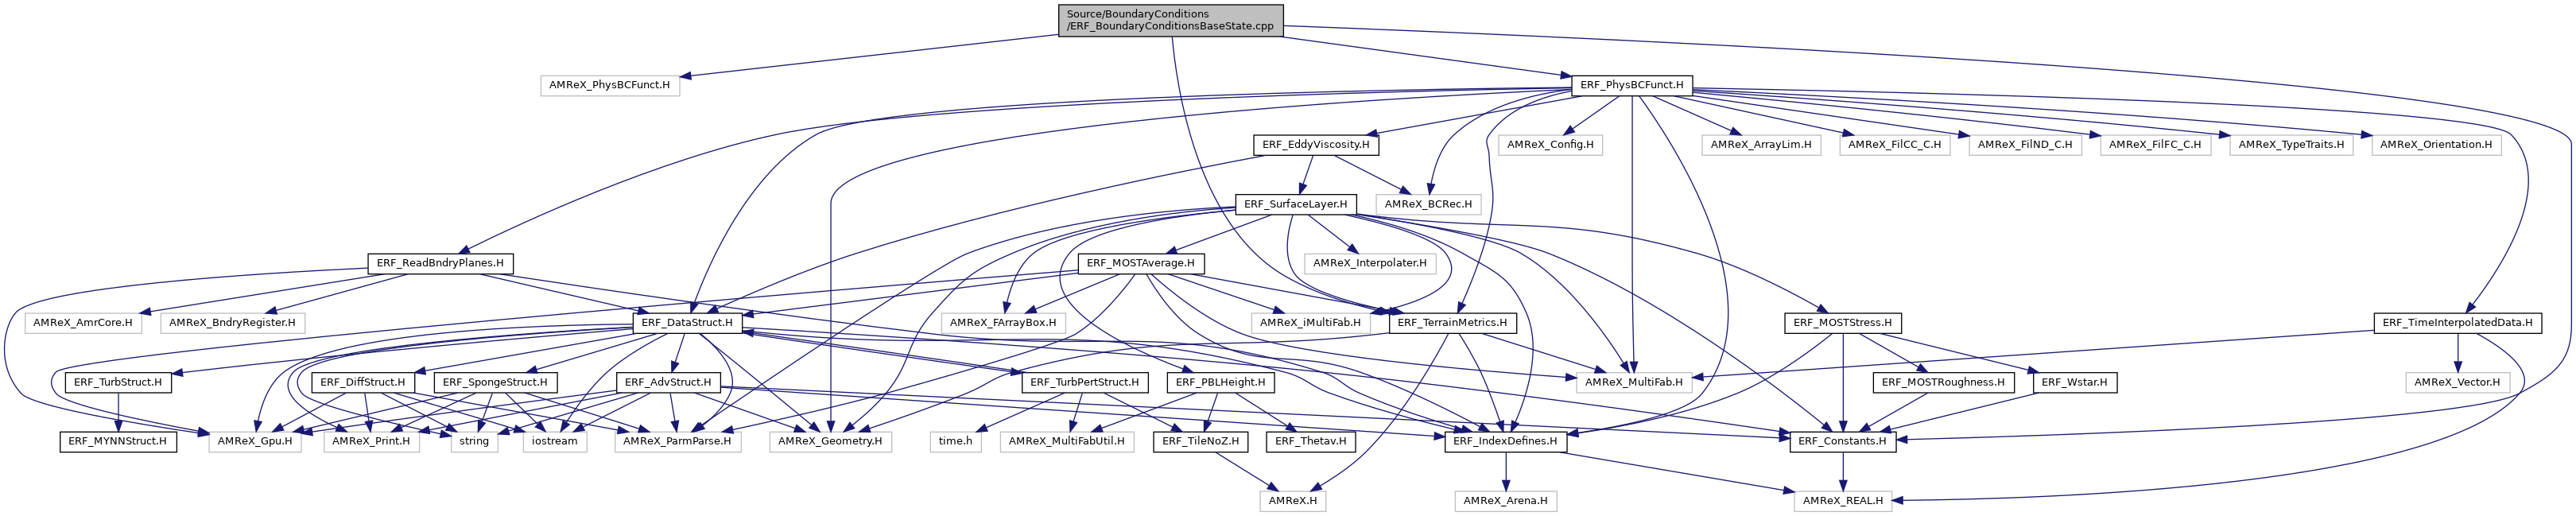 Source/BoundaryConditions
/ERF_BoundaryConditionsBaseState.cpp
AMReX_PhysBCFunct.H
ERF_PhysBCFunct.H
ERF_EddyViscosity.H
AMReX_Config.H
AMReX_ArrayLim.H
AMReX_FilCC_C.H
AMReX_FilND_C.H
AMReX_FilFC_C.H
AMReX_TypeTraits.H
AMReX_Orientation.H
ERF_SurfaceLayer.H
AMReX_BCRec.H
ERF_ReadBndryPlanes.H
ERF_MOSTAverage.H
AMReX_Interpolater.H
AMReX_AmrCore.H
AMReX_BndryRegister.H
ERF_DataStruct.H
AMReX_FArrayBox.H
AMReX_iMultiFab.H
ERF_TerrainMetrics.H
ERF_MOSTStress.H
ERF_TimeInterpolatedData.H
ERF_TurbStruct.H
ERF_DiffStruct.H
ERF_SpongeStruct.H
ERF_AdvStruct.H
ERF_TurbPertStruct.H
ERF_PBLHeight.H
AMReX_MultiFab.H
ERF_MOSTRoughness.H
ERF_Wstar.H
AMReX_Vector.H
ERF_MYNNStruct.H
AMReX_Gpu.H
AMReX_Print.H
string
iostream
AMReX_ParmParse.H
AMReX_Geometry.H
time.h
AMReX_MultiFabUtil.H
ERF_TileNoZ.H
ERF_Thetav.H
ERF_IndexDefines.H
ERF_Constants.H
AMReX.H
AMReX_Arena.H
AMReX_REAL.H